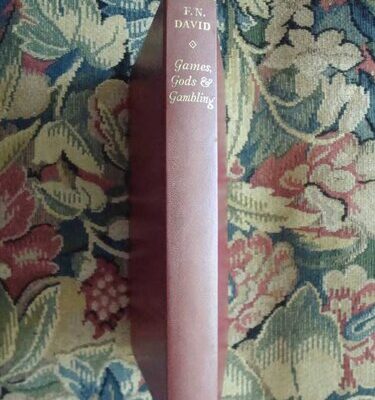 F. N.
DAVID
Games,
Gods &
Gambling